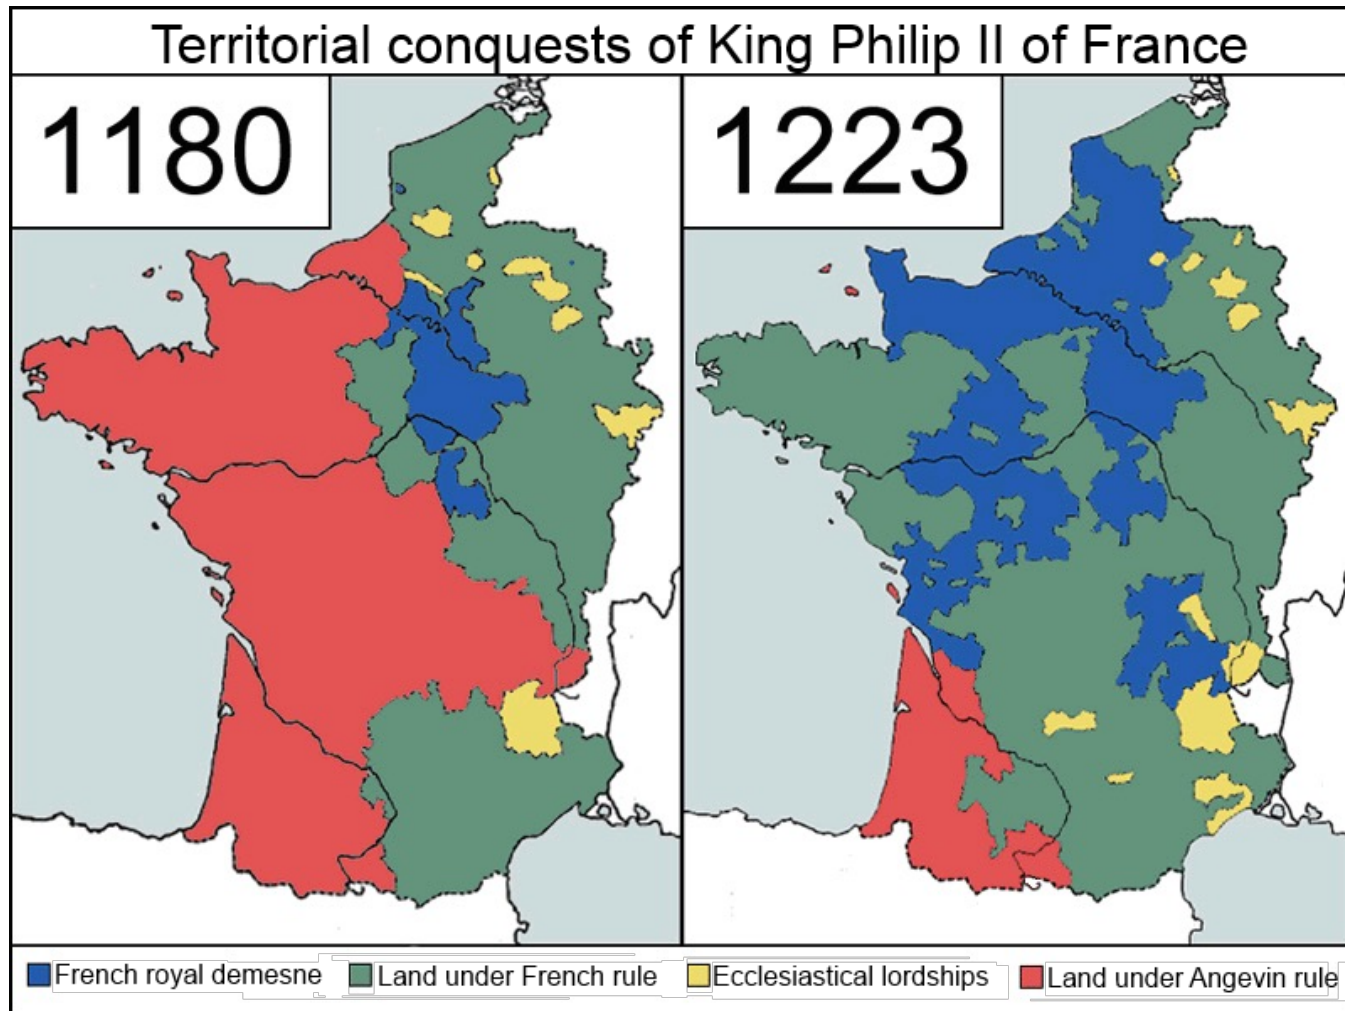 Territorial conquests of King Philip II of France
1180
1223
French royal demesne
Land under French rule
Ecclesiastical lordships
Land under Angevin rule